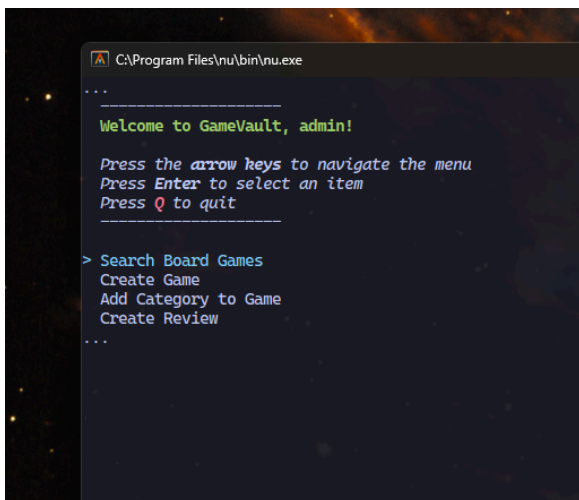 C:\Program Files\nu\bin\nu.exe
...
--------------------
Welcome to GameVault, admin!
Press the arrow keys to navigate the menu
Press Enter to select an item
Press Q to quit
--------------------
> Search Board Games
Create Game
Add Category to Game
Create Review
...